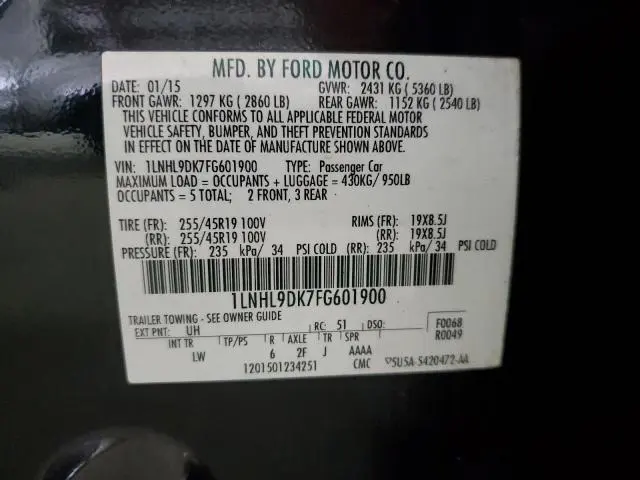 MFD. BY FORD MOTOR CO.
DATE: 01/15 GVWR: 2431 KG ( 5360 LB)
FRONT GAWR: 1297 KG ( 2860 LB) REAR GAWR: 1152 KG ( 2540 LB)
THIS VEHICLE CONFORMS TO ALL APPLICABLE FEDERAL MOTOR
VEHICLE SAFETY, BUMPER, AND THEFT PREVENTION STANDARDS
IN EFFECT ON THE DATE OF MANUFACTURE SHOWN ABOVE.
VIN: 1LNHL9DK7FG601900 TYPE: Passenger Car
MAXIMUM LOAD = OCCUPANTS + LUGGAGE = 430KG/ 950LB
OCCUPANTS = 5 TOTAL; 2 FRONT, 3 REAR
TIRE (FR): 255/45R19 100V RIMS (FR): 19X8.5J
(RR): 255/45R19 100V (RR): 19X8.5J
PRESSURE (FR): 235 kPa/ 34 PSI COLD (RR): 235 kPa/ 34 PSI COLD
1LNHL9DK7FG601900
TRAILER TOWING - SEE OWNER GUIDE
EXT PNT: UH RC: 51 DSO: F0068
R0049
INT TR TP/PS R AXLE TR SPR
LW 6 2F J AAAA
1201501234251 CMC 5U5A-5420472-AA